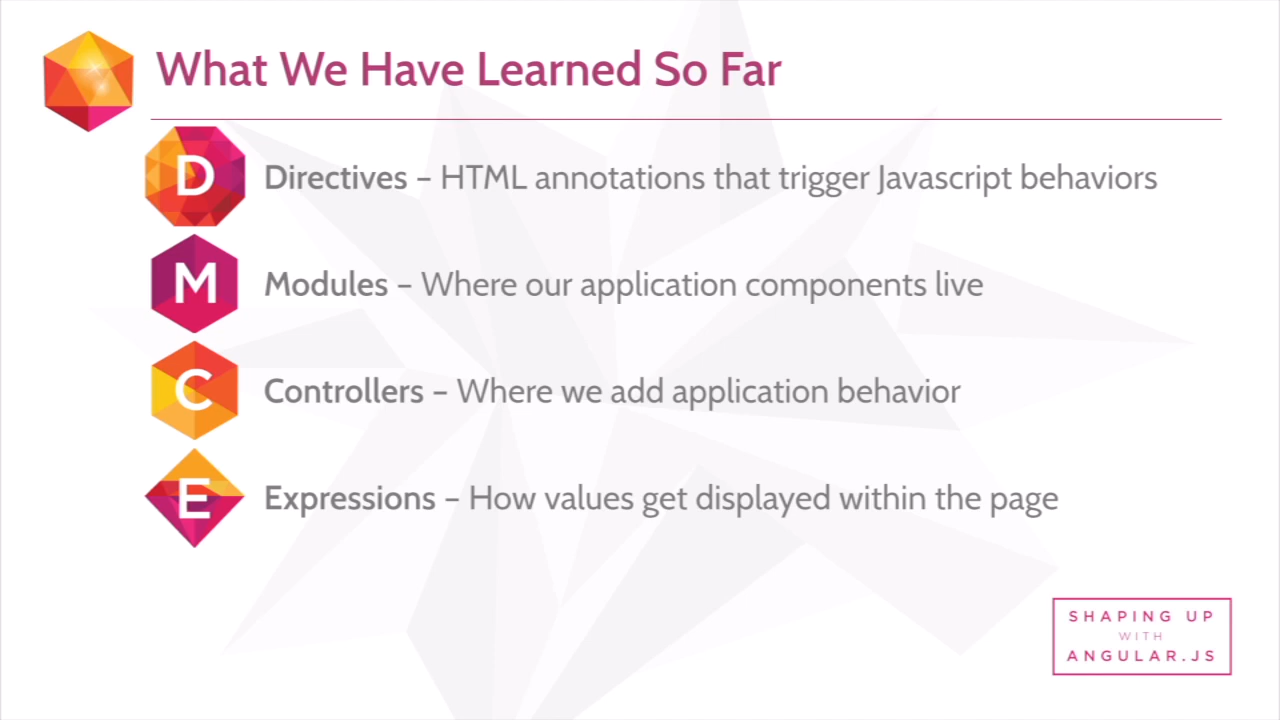 What We Have Learned So Far
D
Directives – HTML annotations that trigger Javascript behaviors
M
Modules – Where our application components live
C
Controllers – Where we add application behavior
E
Expressions – How values get displayed within the page
SHAPING UP
WITH
ANGULAR.JS